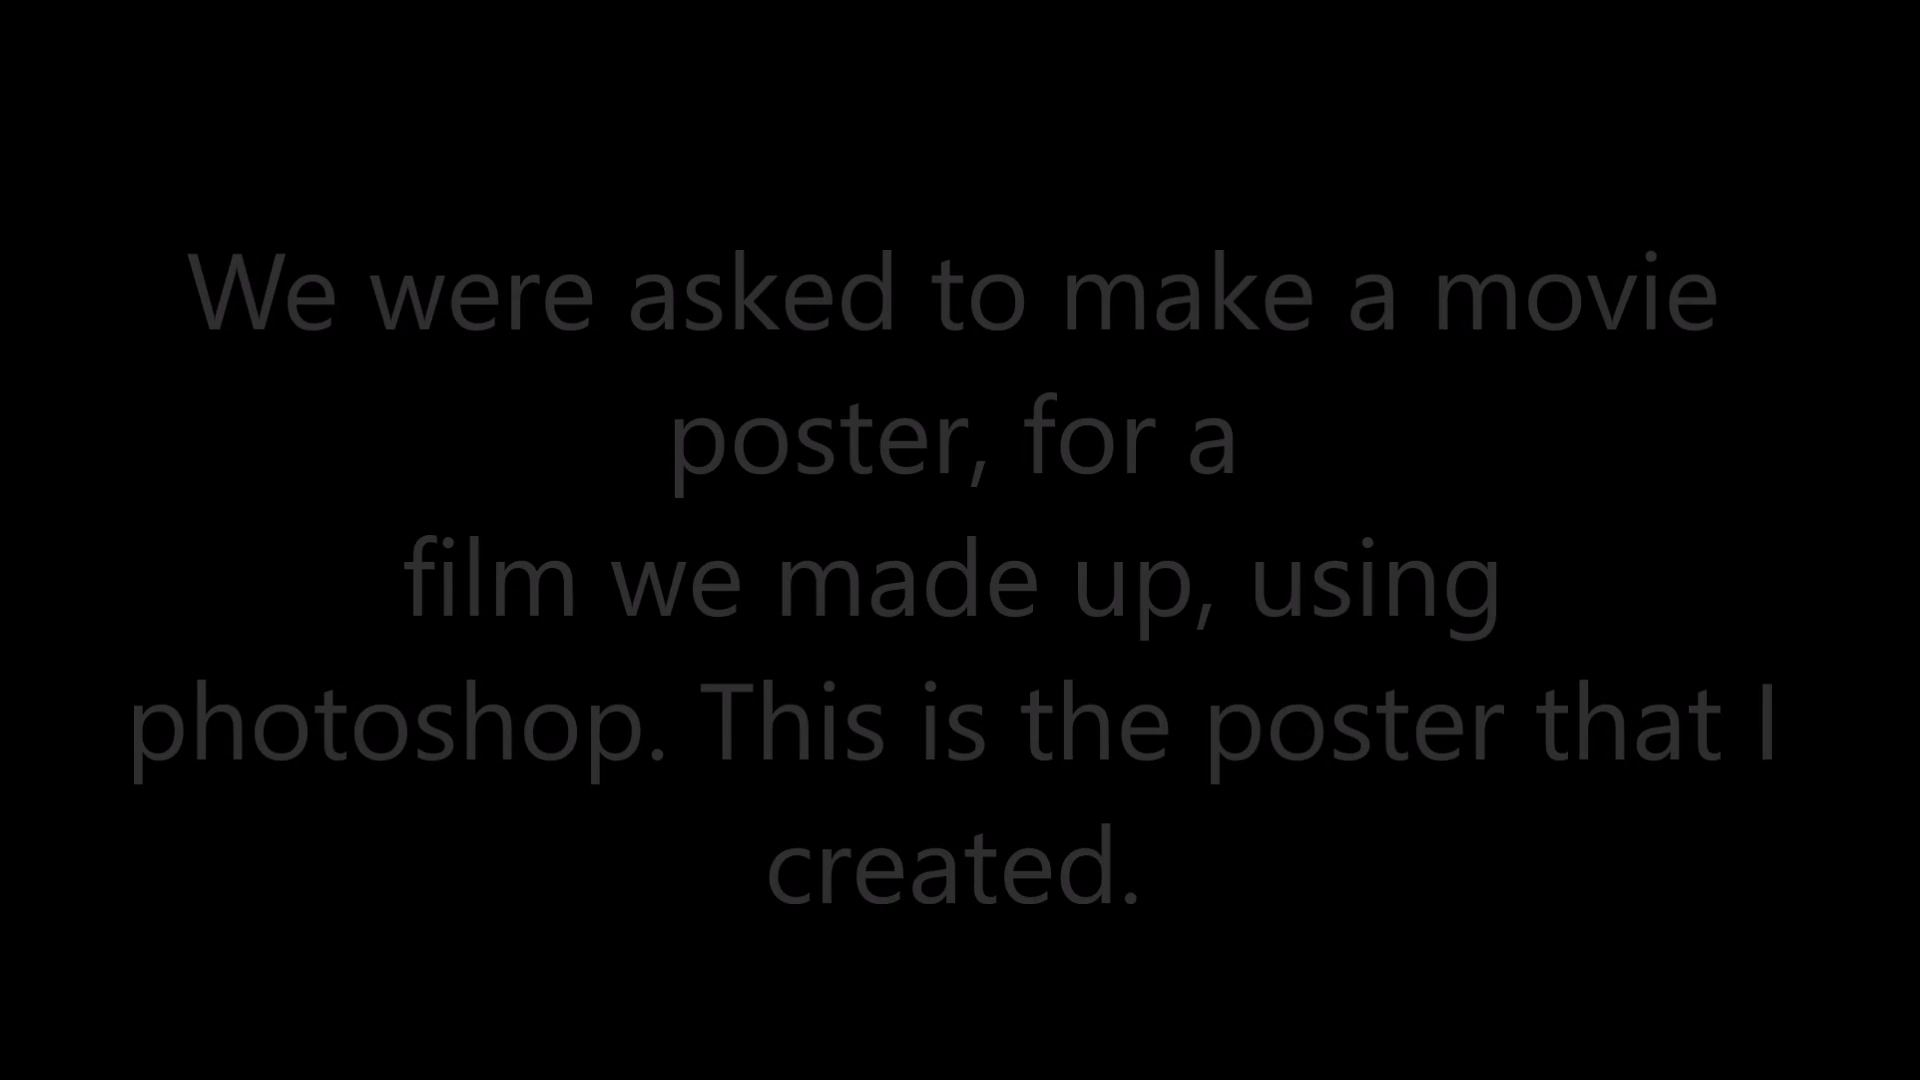 We were asked to make a movie
poster, for a
film we made up, using
photoshop. This is the poster that I
created.